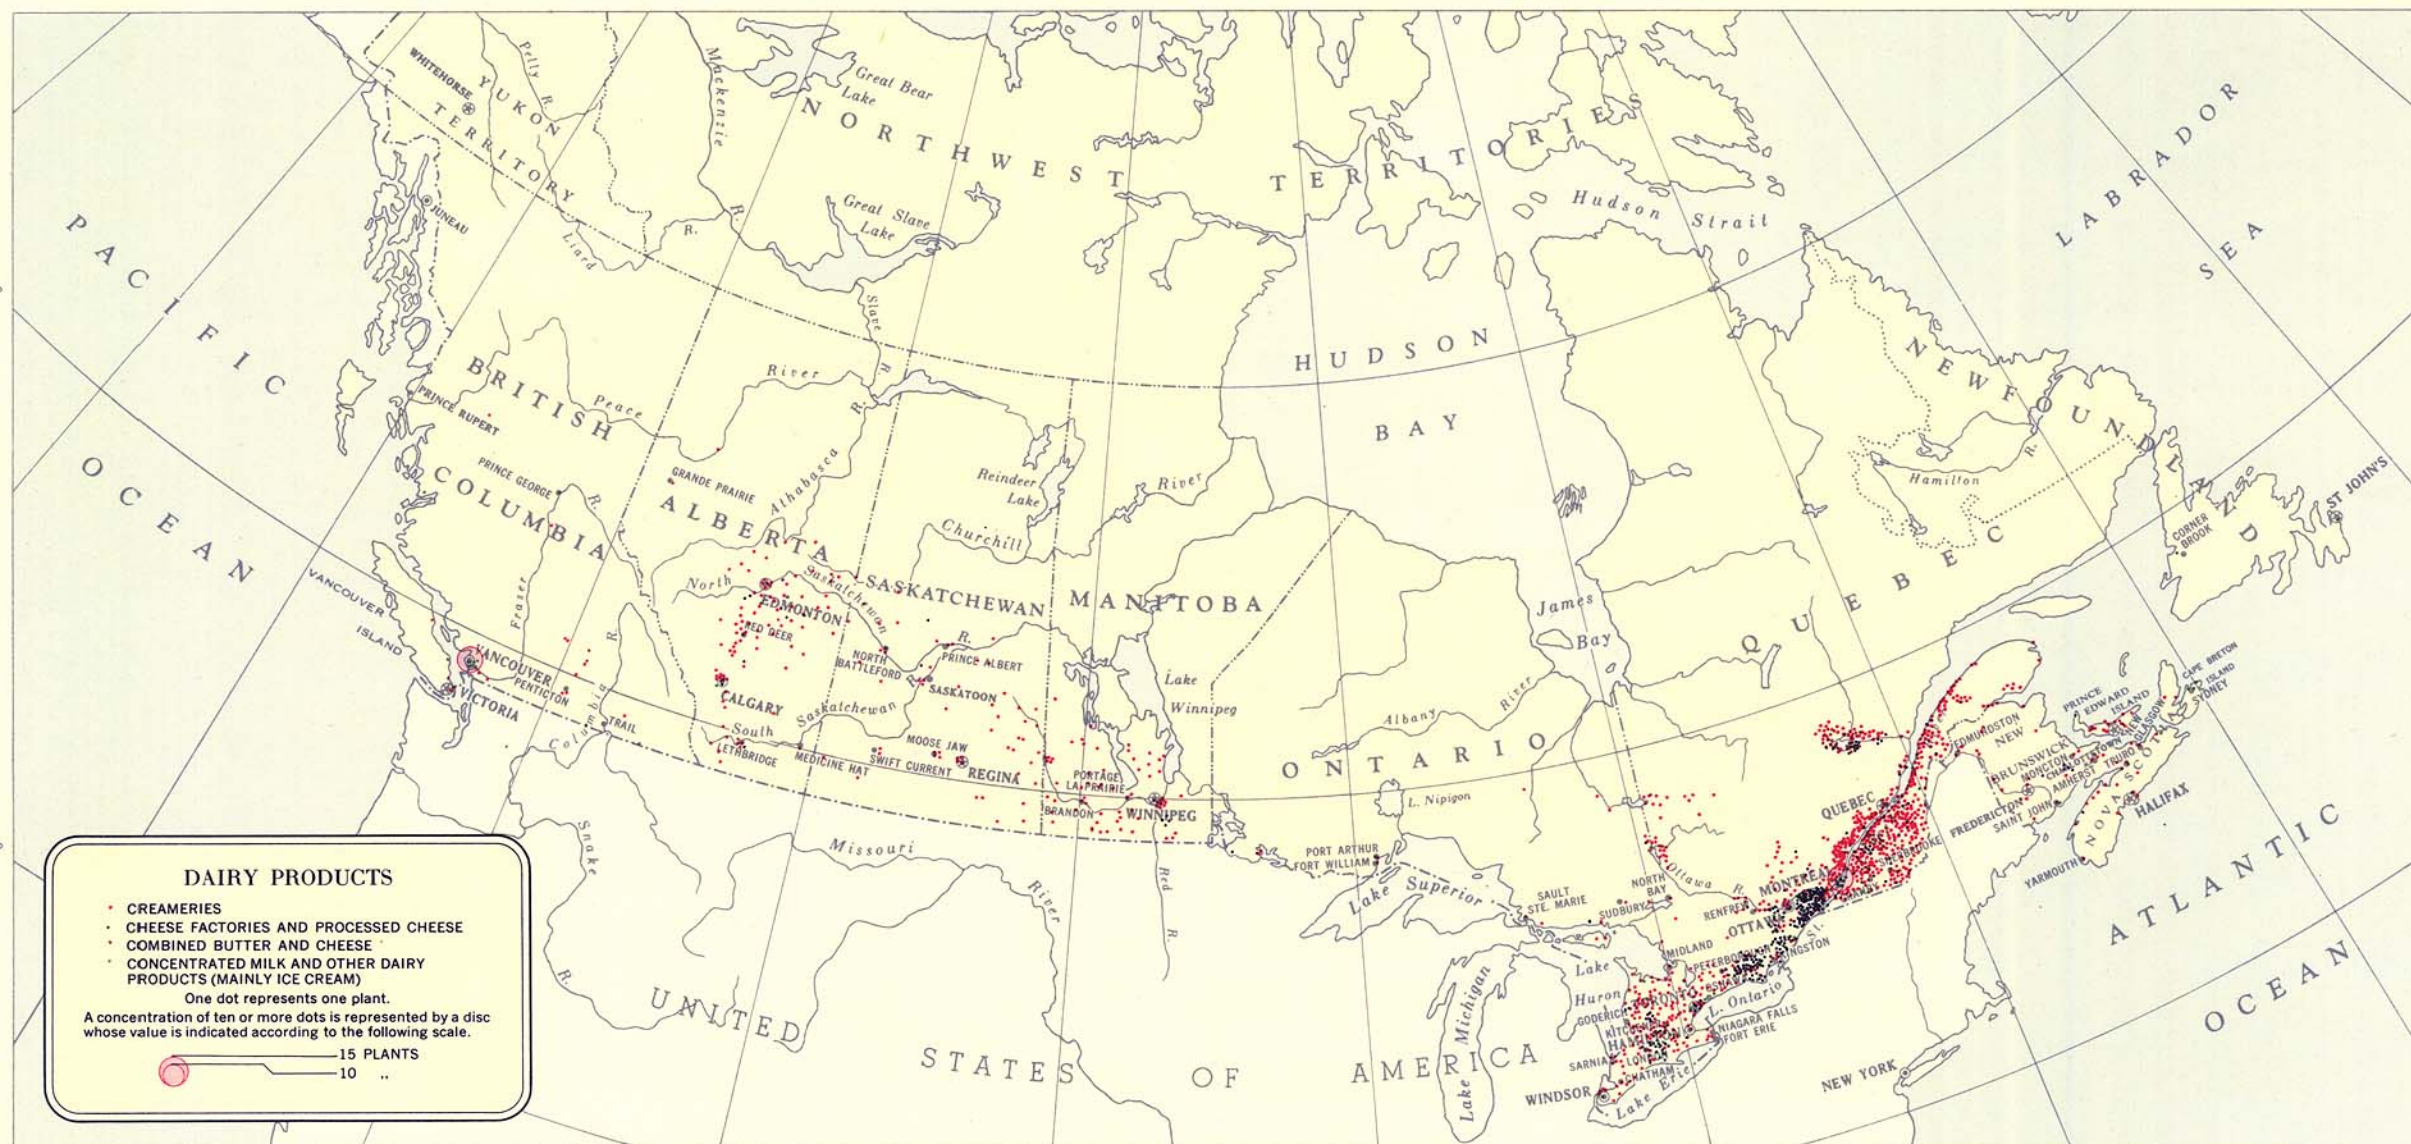 WHITEHORSE
YUKON
TERRITORY
Pelly R.
Mackenzie
R.
Great Bear
Lake
NORTHWEST TERRITORIES
Great Slave
Lake
JUNEAU
Liard
R.
Slave
R.
Hudson Strait
LABRADOR
SEA
PACIFIC
OCEAN
HUDSON
BAY
BRITISH
COLUMBIA
PRINCE RUPERT
PRINCE GEORGE
Peace
River
GRANDE PRAIRIE
ALBERTA
Athabasca
R.
Reindeer
Lake
Churchill
River
NEWFOUNDLAND
Hamilton
R.
CORNER
BROOK
ST JOHN'S
VANCOUVER
ISLAND
Fraser
R.
North
Saskatchewan
R.
EDMONTON
RED DEER
SASKATCHEWAN
MANITOBA
NORTH
BATTLEFORD
PRINCE ALBERT
SASKATOON
James
Bay
QUEBEC
VANCOUVER
VICTORIA
PENTICTON
Columbia
R.
TRAIL
CALGARY
South
Saskatchewan
R.
LETHBRIDGE
MEDICINE HAT
SWIFT CURRENT
MOOSE JAW
REGINA
Lake
Winnipeg
PORTAGE
LA PRAIRIE
BRANDON
WINNIPEG
Albany
River
ONTARIO
L. Nipigon
PORT ARTHUR
FORT WILLIAM
Lake Superior
SAULT
STE. MARIE
SUDBURY
NORTH
BAY
Ottawa R.
RENFREW
OTTAWA
MONTREAL
QUEBEC
SHERBROOKE
GRANBY
EDMUNDSTON
NEW
BRUNSWICK
MONCTON
FREDERICTON
SAINT JOHN
PRINCE
EDWARD
ISLAND
CHARLOTTETOWN
NEW
GLASGOW
AMHERST
TRURO
CAPE BRETON
ISLAND
SYDNEY
NOVA SCOTIA
HALIFAX
YARMOUTH
ATLANTIC
OCEAN
Snake
R.
Missouri
River
Red
R.
MIDLAND
PETERBOROUGH
KINGSTON
St.
OSHAWA
TORONTO
L. Ontario
Lake
Huron
GODERICH
KITCHENER
HAMILTON
NIAGARA FALLS
FORT ERIE
SARNIA
LONDON
CHATHAM
WINDSOR
Lake Erie
Lake Michigan
NEW YORK
UNITED STATES OF AMERICA
DAIRY PRODUCTS
CREAMERIES
CHEESE FACTORIES AND PROCESSED CHEESE
COMBINED BUTTER AND CHEESE
CONCENTRATED MILK AND OTHER DAIRY
PRODUCTS (MAINLY ICE CREAM)
One dot represents one plant.
A concentration of ten or more dots is represented by a disc
whose value is indicated according to the following scale.
15 PLANTS
10 ,,